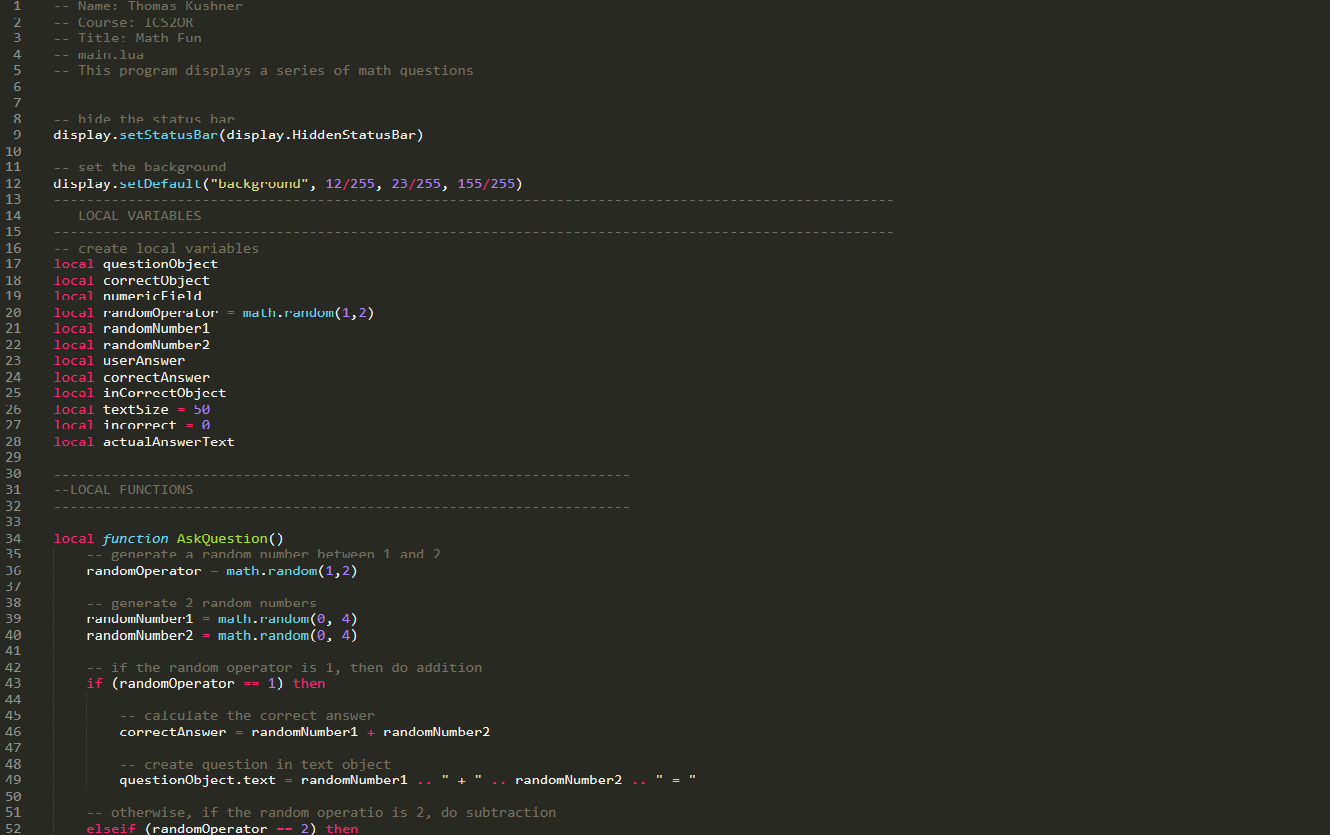 1 -- Name: Thomas Kushner
2 -- Course: ICS2OR
3 -- Title: Math Fun
4 -- main.lua
5 -- This program displays a series of math questions
6
7
8 -- hide the status bar
9 display.setStatusBar(display.HiddenStatusBar)
10
11 -- set the background
12 display.setDefault("background", 12/255, 23/255, 155/255)
13 ------------------------------------------------------------------------------------------------------
14 LOCAL VARIABLES
15 ------------------------------------------------------------------------------------------------------
16 -- create local variables
17 local questionObject
18 local correctObject
19 local numericField
20 local randomOperator = math.random(1,2)
21 local randomNumber1
22 local randomNumber2
23 local userAnswer
24 local correctAnswer
25 local inCorrectObject
26 local textSize = 50
27 local incorrect = 0
28 local actualAnswerText
29
30 ----------------------------------------------------------------------
31 --LOCAL FUNCTIONS
32 ----------------------------------------------------------------------
33
34 local function AskQuestion()
35 -- generate a random number between 1 and 2
36 randomOperator = math.random(1,2)
37
38 -- generate 2 random numbers
39 randomNumber1 = math.random(0, 4)
40 randomNumber2 = math.random(0, 4)
41
42 -- if the random operator is 1, then do addition
43 if (randomOperator == 1) then
44
45 -- calculate the correct answer
46 correctAnswer = randomNumber1 + randomNumber2
47
48 -- create question in text object
49 questionObject.text = randomNumber1 .. " + " .. randomNumber2 .. " = "
50
51 -- otherwise, if the random operatio is 2, do subtraction
52 elseif (randomOperator == 2) then